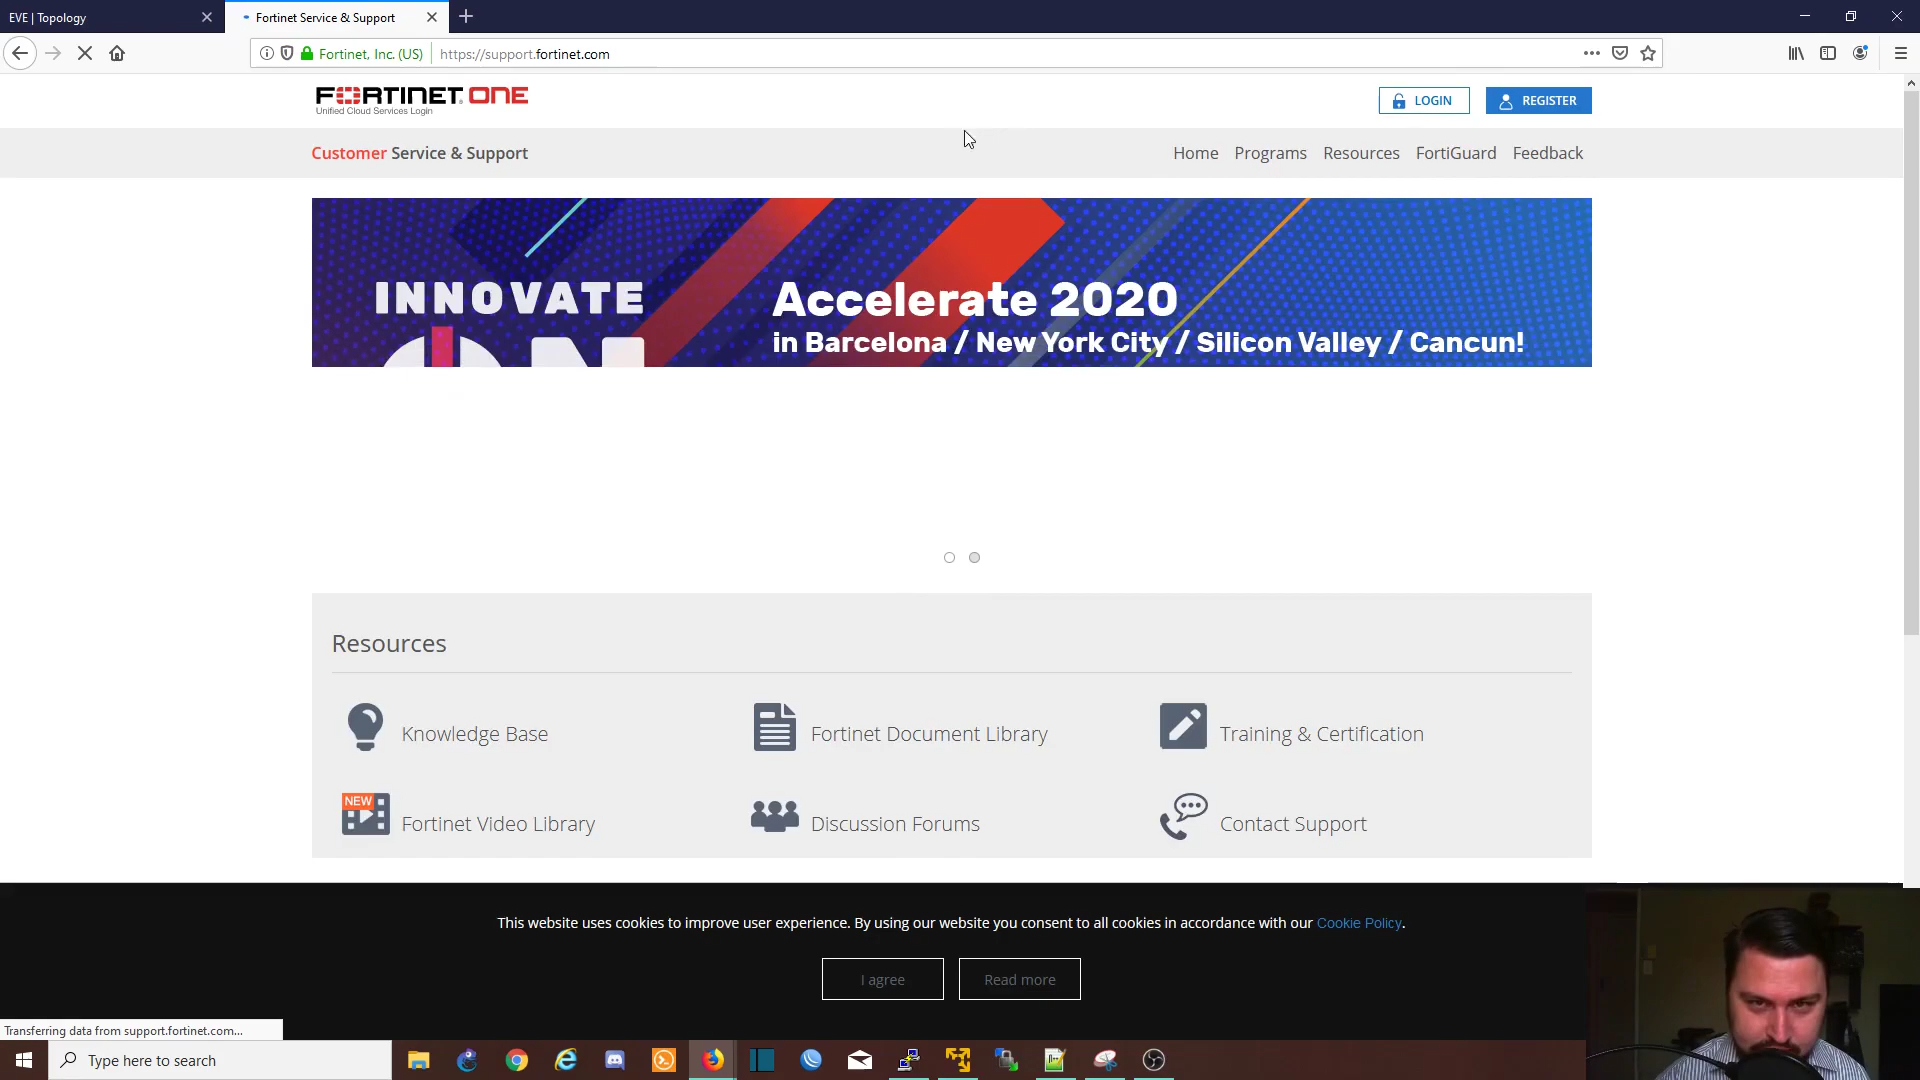 EVE | Topology
Fortinet Service & Support
Fortinet, Inc. (US)
https://support.fortinet.com
FORTINET ONE
Unified Cloud Services Login
LOGIN
REGISTER
Customer Service & Support
Home
Programs
Resources
FortiGuard
Feedback
INNOVATE
ON
Accelerate 2020
in Barcelona / New York City / Silicon Valley / Cancun!
Resources
Knowledge Base
Fortinet Document Library
Training & Certification
NEW
Fortinet Video Library
Discussion Forums
Contact Support
This website uses cookies to improve user experience. By using our website you consent to all cookies in accordance with our Cookie Policy.
I agree
Read more
Transferring data from support.fortinet.com...
Type here to search